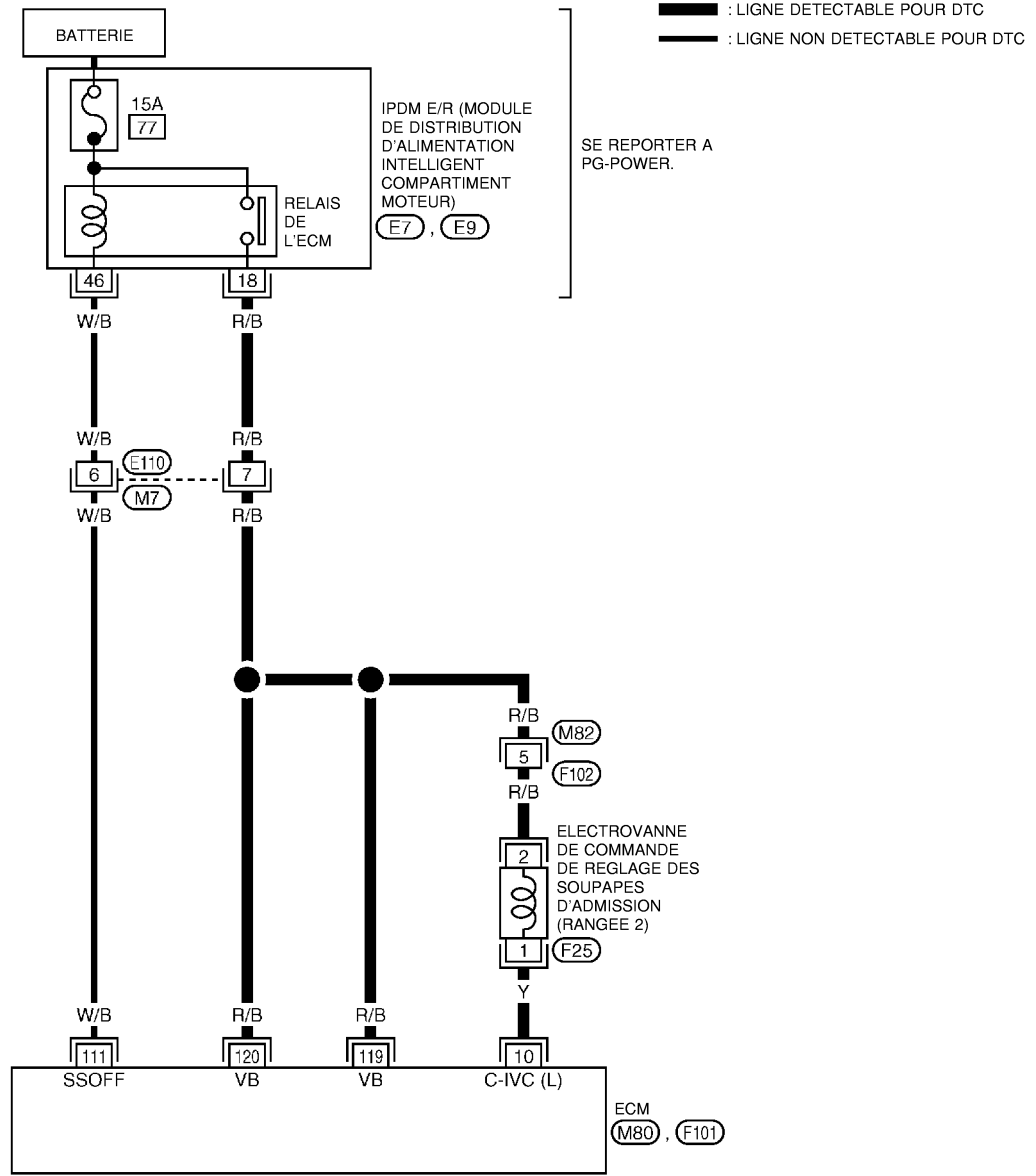 : LIGNE DETECTABLE POUR DTC
: LIGNE NON DETECTABLE POUR DTC
BATTERIE
15A
77
IPDM E/R (MODULE
DE DISTRIBUTION
D'ALIMENTATION
INTELLIGENT
COMPARTIMENT
MOTEUR)
E7 , E9
SE REPORTER A
PG-POWER.
RELAIS
DE
L'ECM
46
18
W/B
R/B
W/B
R/B
6
E110
7
M7
W/B
R/B
R/B
M82
5
F102
R/B
2
ELECTROVANNE
DE COMMANDE
DE REGLAGE DES
SOUPAPES
D'ADMISSION
(RANGEE 2)
1
F25
Y
W/B
R/B
R/B
111
120
119
10
SSOFF
VB
VB
C-IVC (L)
ECM
M80 , F101